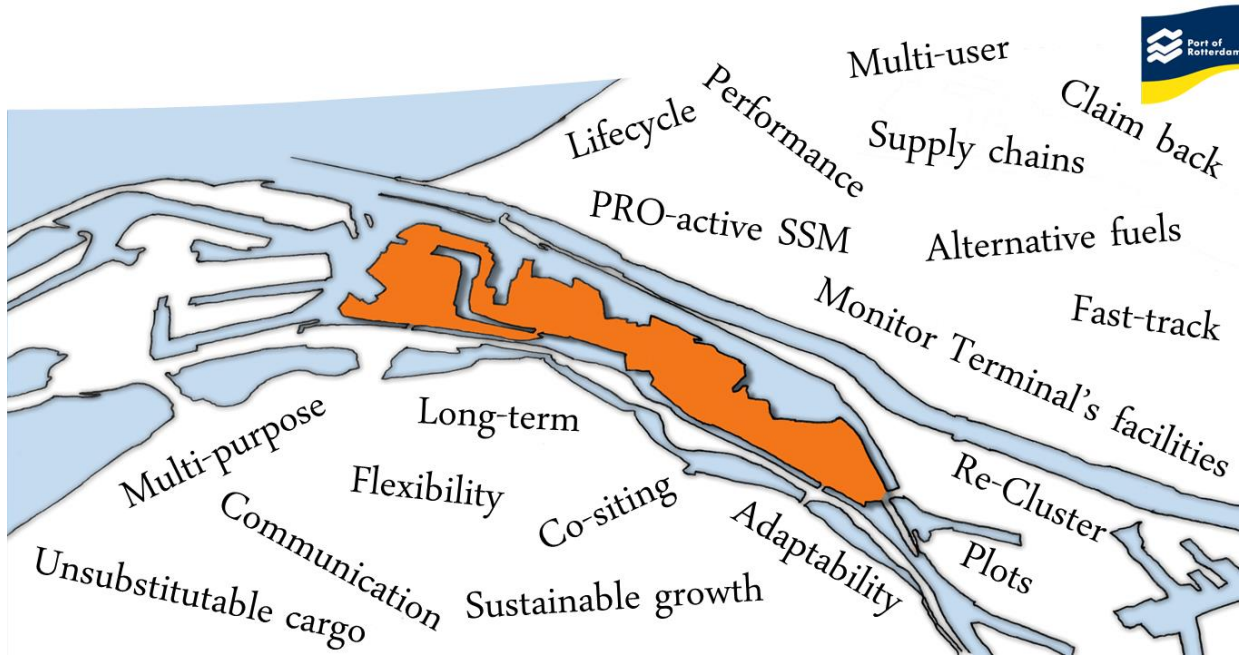 Port of
Rotterdam
Multi-user
Performance
Claim back
Lifecycle
Supply chains
PRO-active SSM
Alternative fuels
Monitor Terminal's facilities
Fast-track
Long-term
Multi-purpose
Re-Cluster
Flexibility
Co-siting
Communication
Adaptability
Plots
Unsubstitutable cargo
Sustainable growth